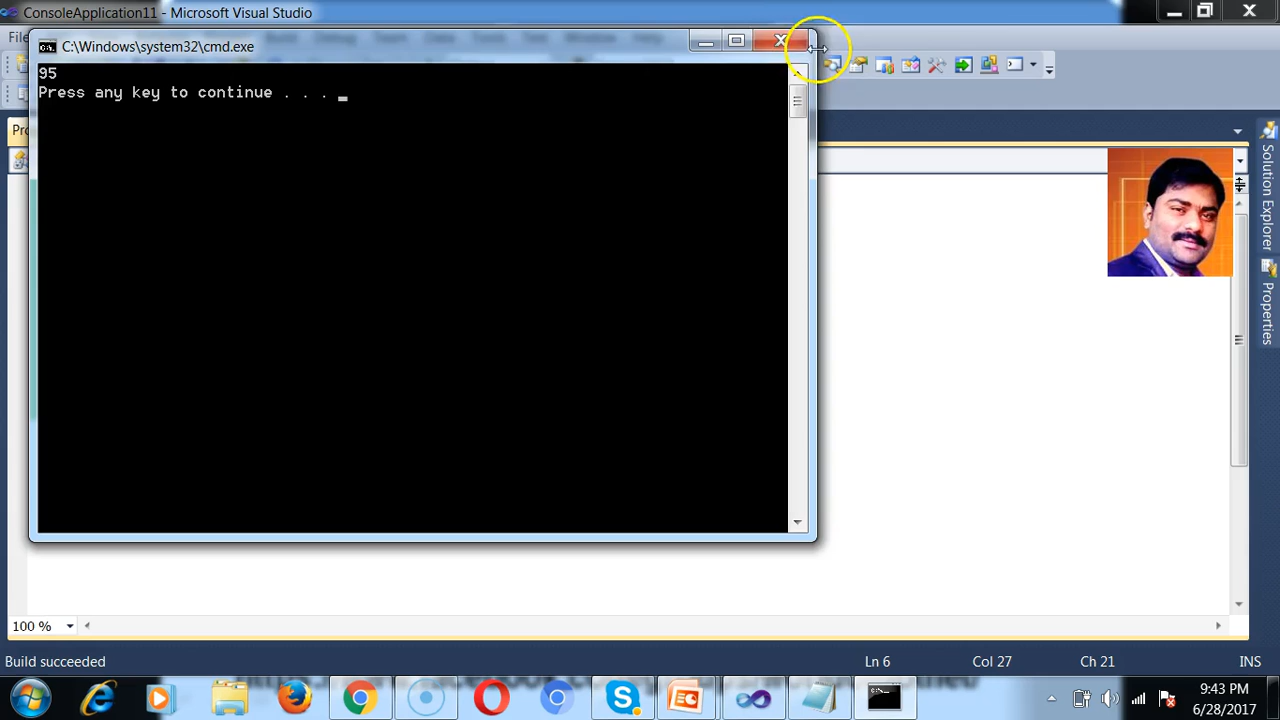 ConsoleApplication11 - Microsoft Visual Studio
C:\Windows\system32\cmd.exe
95
Press any key to continue . . .
Solution Explorer
Properties
100 %
Build succeeded
Ln 6
Col 27
Ch 21
INS
9:43 PM
6/28/2017